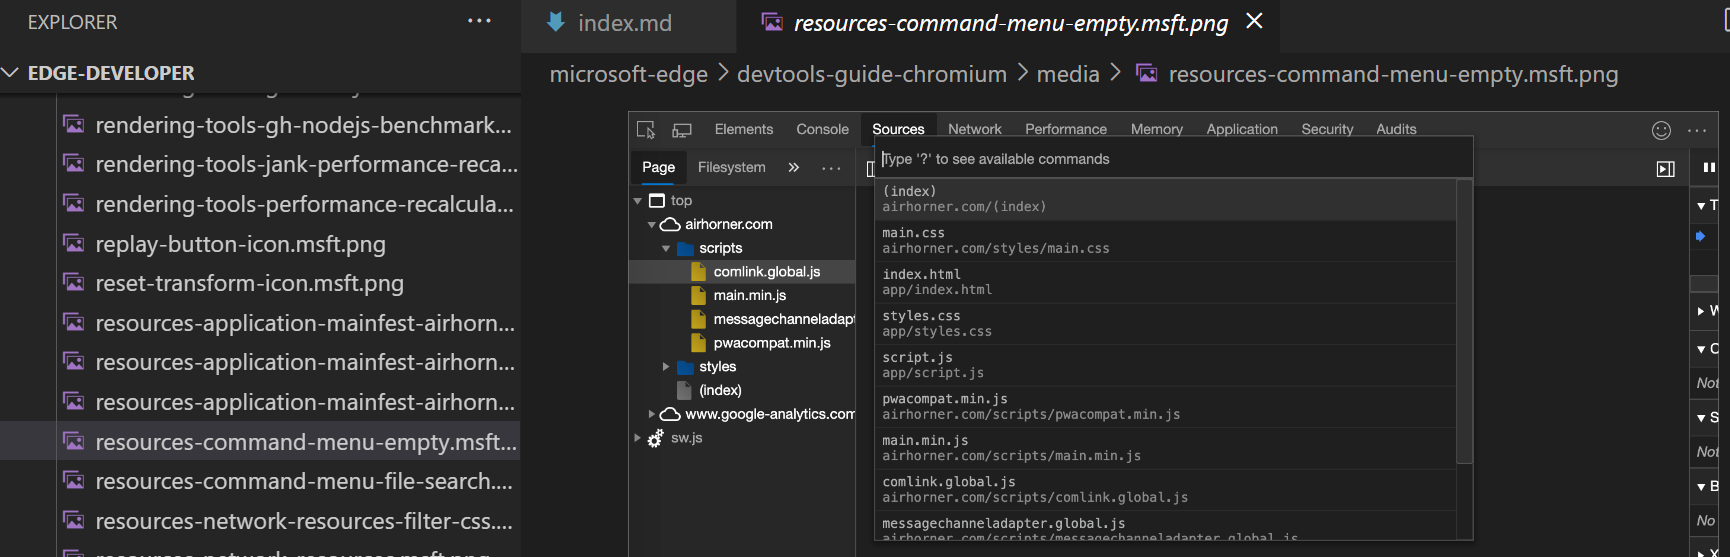 EXPLORER
EDGE-DEVELOPER
rendering-tools-gh-nodejs-benchmark...
rendering-tools-jank-performance-reca...
rendering-tools-performance-recalcula...
replay-button-icon.msft.png
reset-transform-icon.msft.png
resources-application-mainfest-airhorn...
resources-application-mainfest-airhorn...
resources-application-mainfest-airhorn...
resources-command-menu-empty.msft...
resources-command-menu-file-search....
resources-network-resources-filter-css....
index.md
resources-command-menu-empty.msft.png
microsoft-edge > devtools-guide-chromium > media > resources-command-menu-empty.msft.png
Elements Console Sources Network Performance Memory Application Security Audits
Page Filesystem »
top
airhorner.com
scripts
comlink.global.js
main.min.js
messagechanneladapt
pwacompat.min.js
styles
(index)
www.google-analytics.com
sw.js
Type '?' to see available commands
(index)
airhorner.com/(index)
main.css
airhorner.com/styles/main.css
index.html
app/index.html
styles.css
app/styles.css
script.js
app/script.js
pwacompat.min.js
airhorner.com/scripts/pwacompat.min.js
main.min.js
airhorner.com/scripts/main.min.js
comlink.global.js
airhorner.com/scripts/comlink.global.js
messagechanneladapter.global.js
airhorner.com/scripts/messagechanneladapter.global.js
T
W
C
Not
S
Not
B
No
X